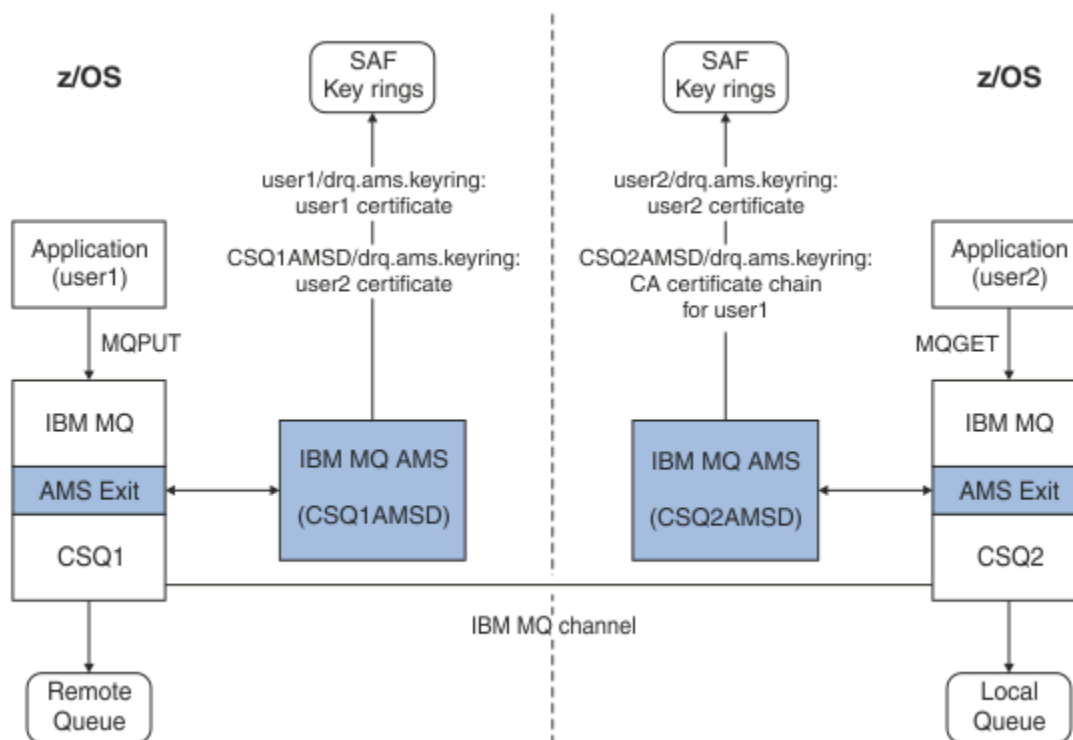 z/OS
SAF
Key rings
user1/drq.ams.keyring:
user1 certificate
CSQ1AMSD/drq.ams.keyring:
user2 certificate
Application
(user1)
MQPUT
IBM MQ
AMS Exit
CSQ1
IBM MQ AMS
(CSQ1AMSD)
Remote
Queue
IBM MQ channel
SAF
Key rings
z/OS
user2/drq.ams.keyring:
user2 certificate
CSQ2AMSD/drq.ams.keyring:
CA certificate chain
for user1
Application
(user2)
MQGET
IBM MQ
AMS Exit
CSQ2
IBM MQ AMS
(CSQ2AMSD)
Local
Queue